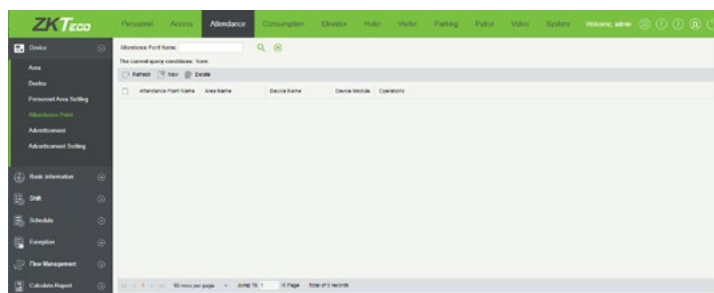 ZKTECO
Personnel Access Attendance Consumption Elevator Hotel Visitor Parking Patrol Video System Welcome, admin
Device
Area
Device
Personnel Area Setting
Attendance Point
Advertisement
Advertisement Setting
Basic Information
Shift
Schedule
Exception
Flow Management
Calculate Report
Attendance Point Name
The current query conditions: None
Refresh New Delete
Attendance Point Name Area Name Device Name Device Module Operations
50 rows per page Jump To 1 /0 Page Total of 0 records